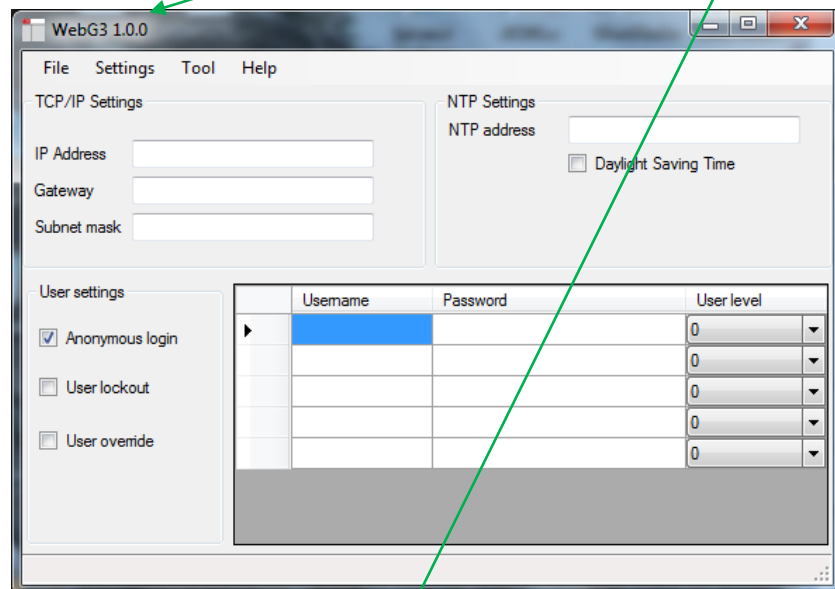 WebG3 1.0.0
File Settings Tool Help
TCP/IP Settings
IP Address
Gateway
Subnet mask
NTP Settings
NTP address
Daylight Saving Time
User settings
Anonymous login
User lockout
User override
Username Password User level
0
0
0
0
0